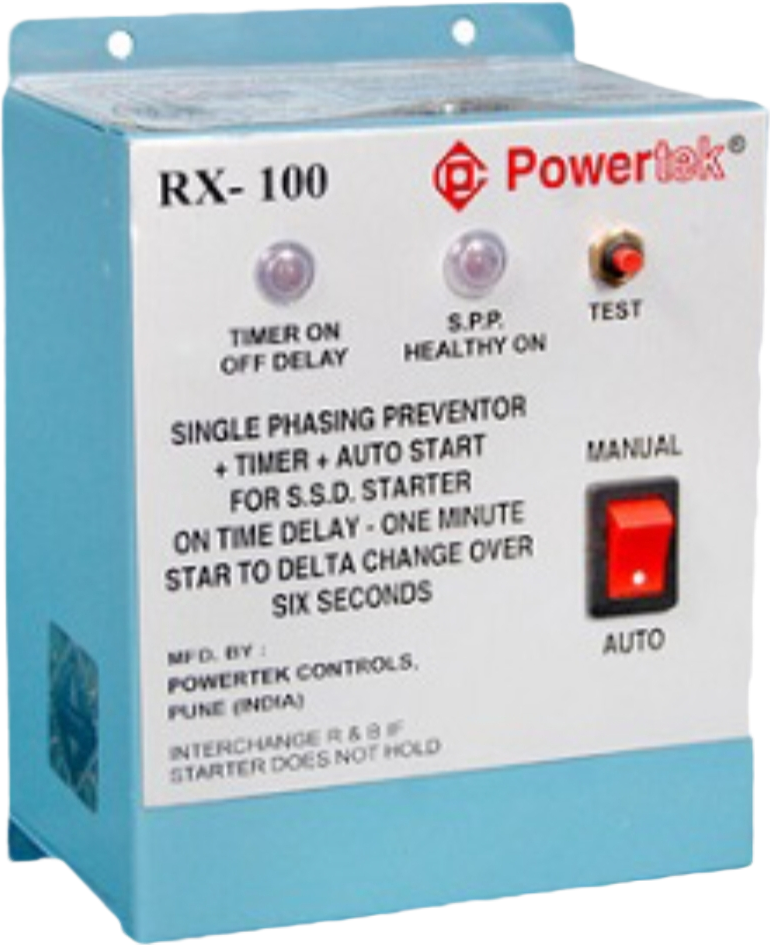 RX- 100
Powertek®
TIMER ON
OFF DELAY
S.P.P.
HEALTHY ON
TEST
SINGLE PHASING PREVENTOR
+ TIMER + AUTO START
FOR S.S.D. STARTER
ON TIME DELAY - ONE MINUTE
STAR TO DELTA CHANGE OVER
SIX SECONDS
MANUAL
AUTO
MFD. BY :
POWERTEK CONTROLS,
PUNE (INDIA)
INTERCHANGE R & B IF
STARTER DOES NOT HOLD